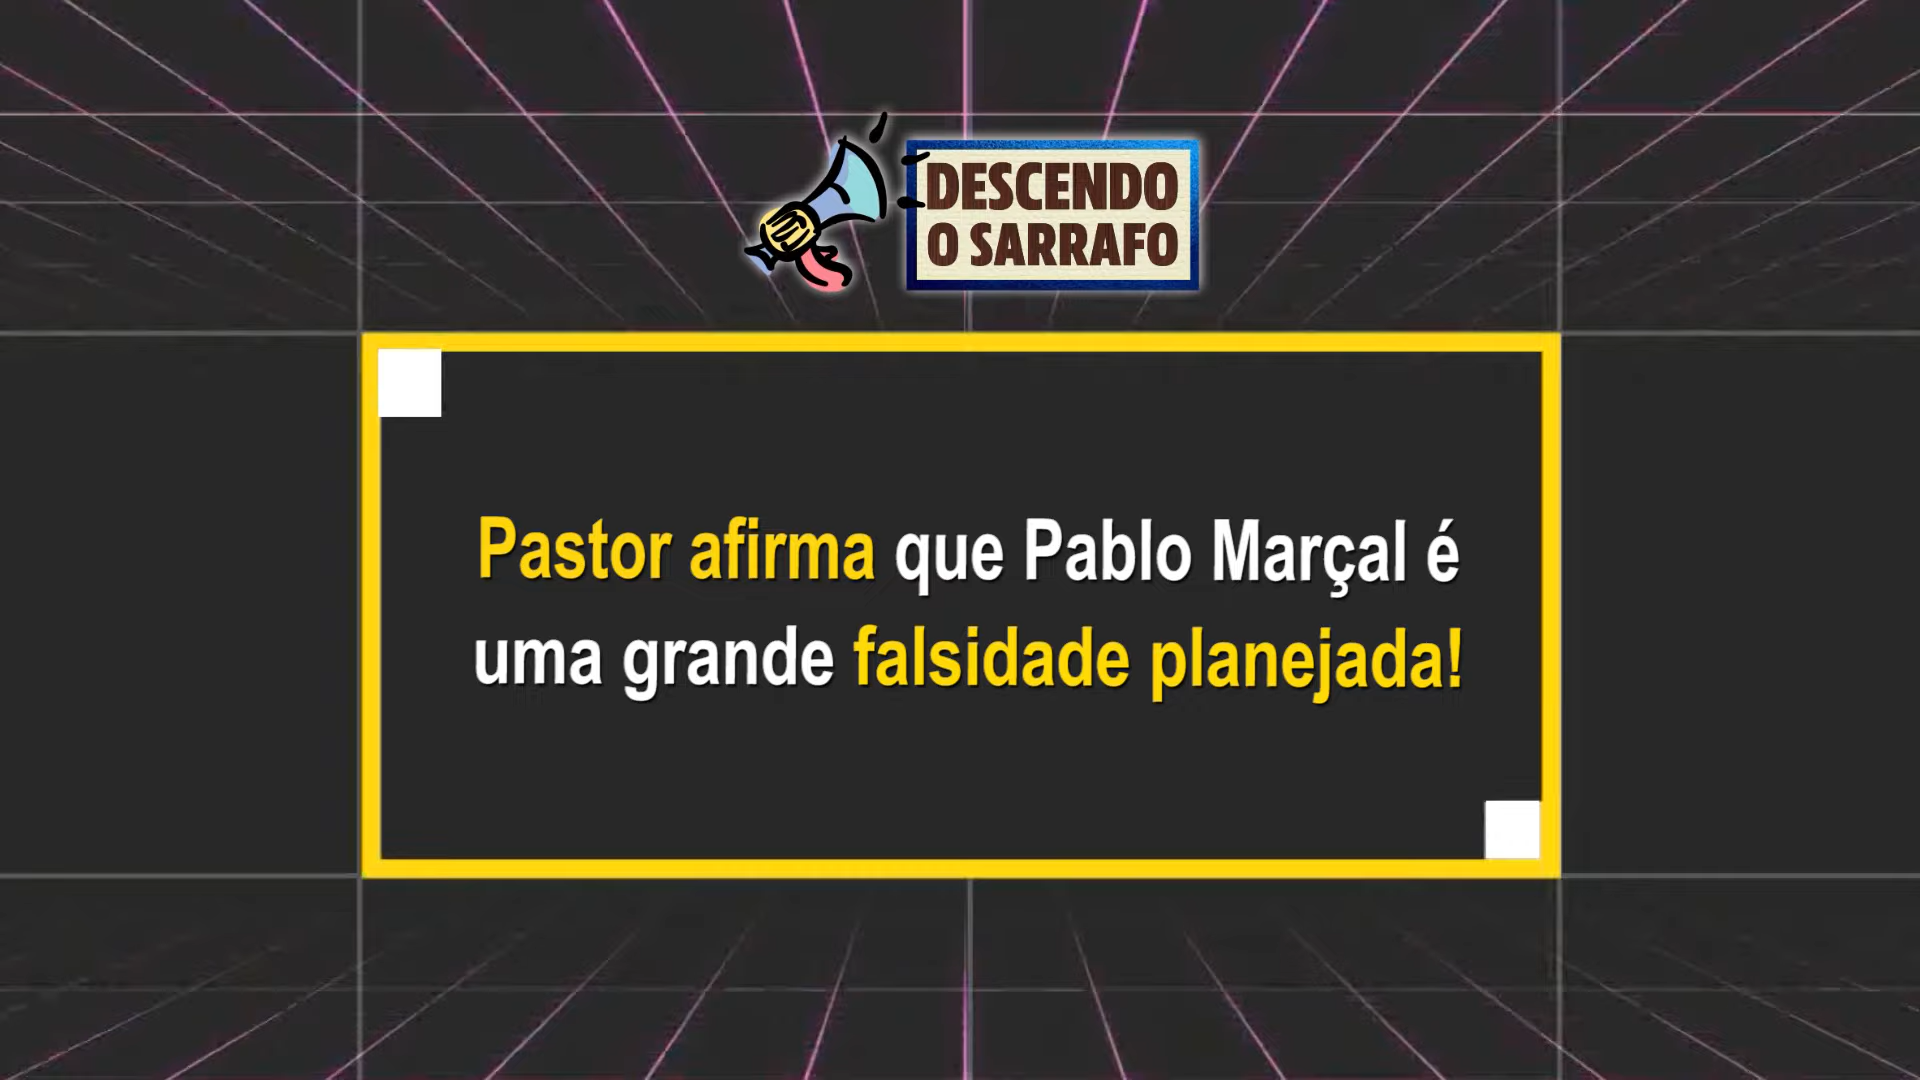 DESCENDO
O SARRAFO
Pastor afirma que Pablo Marçal é
uma grande falsidade planejada!